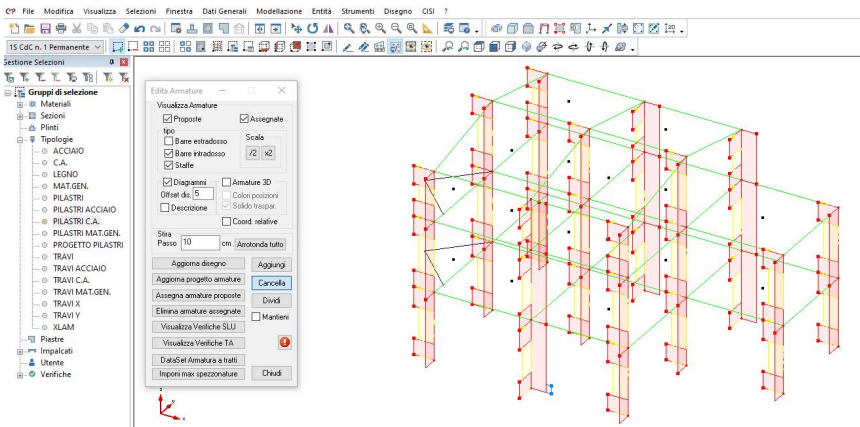 C²P File Modifica Visualizza Selezioni Finestra Dati Generali Modellazione Entità Strumenti Disegno CISI ?
1S CdC n. 1 Permanente
Gestione Selezioni
Gruppi di selezione
Materiali
Sezioni
Plinti
Tipologie
ACCIAIO
C.A.
LEGNO
MAT.GEN.
PILASTRI
PILASTRI ACCIAIO
PILASTRI C.A.
PILASTRI MAT.GEN.
PROGETTO PILASTRI
TRAVI
TRAVI ACCIAIO
TRAVI C.A.
TRAVI MAT.GEN.
TRAVI X
TRAVI Y
XLAM
Piastre
Impalcati
Utente
Verifiche
Edita Armature
Visualizza Armature
Proposte Assegnate
tipo
Barre estradosso
Barre intradosso
Staffe
Scala
/2 x2
Diagrammi Armature 3D
Offset dis. 5 Colori posizioni
Solido traspar.
Descrizione
Coord. relative
Stira
Passo 10 cm Arrotonda tutto
Aggiorna disegno Aggiungi
Aggiorna progetto armature Cancella
Assegna armature proposte Dividi
Elimina armature assegnate Mantieni
Visualizza Verifiche SLU
Visualizza Verifiche TA
DataSet Armatura a tratti
Imponi max spezzonature Chiudi
z
y
x